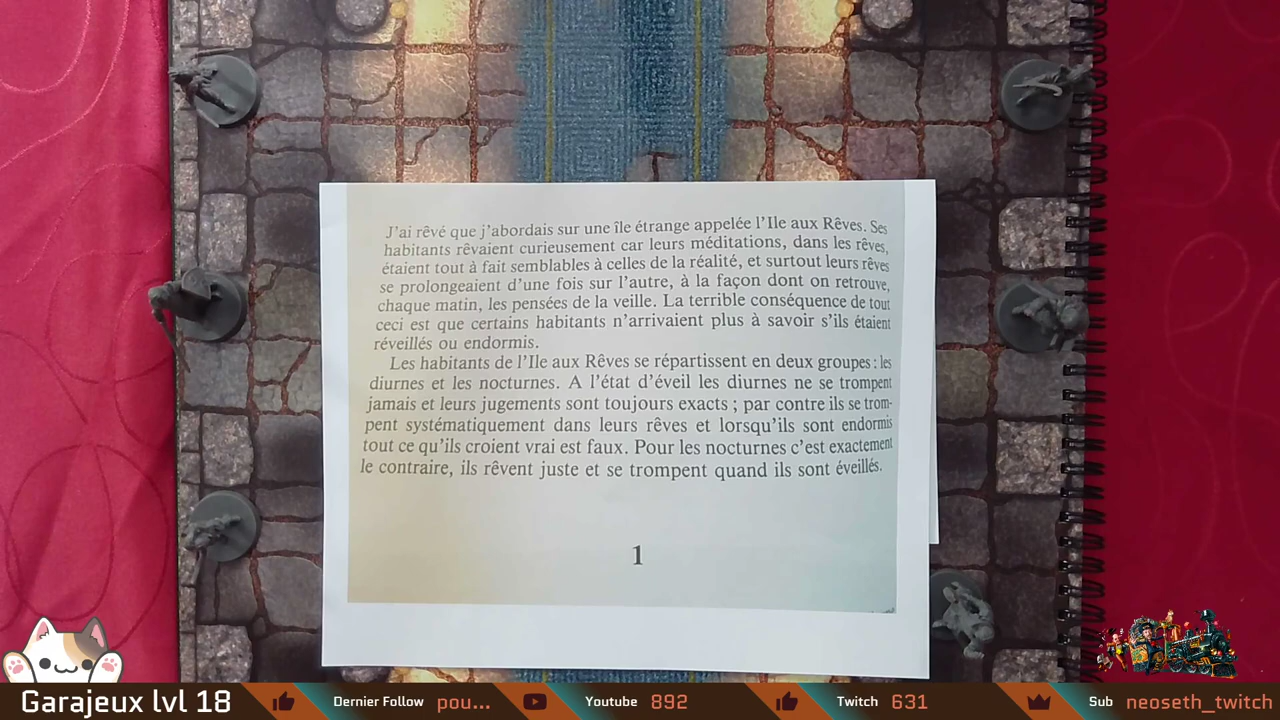 J'ai rêvé que j'abordais sur une île étrange appelée l'Ile aux Rêves. Ses
habitants rêvaient curieusement car leurs méditations, dans les rêves,
étaient tout à fait semblables à celles de la réalité, et surtout leurs rêves
se prolongeaient d'une fois sur l'autre, à la façon dont on retrouve,
chaque matin, les pensées de la veille. La terrible conséquence de tout
ceci est que certains habitants n'arrivaient plus à savoir s'ils étaient
réveillés ou endormis.
Les habitants de l'Ile aux Rêves se répartissent en deux groupes : les
diurnes et les nocturnes. A l'état d'éveil les diurnes ne se trompent
jamais et leurs jugements sont toujours exacts ; par contre ils se trom-
pent systématiquement dans leurs rêves et lorsqu'ils sont endormis
tout ce qu'ils croient vrai est faux. Pour les nocturnes c'est exactement
le contraire, ils rêvent juste et se trompent quand ils sont éveillés.
1
Garajeux lvl 18 Dernier Follow pou... Youtube 892 Twitch 631 Sub neoseth_twitch